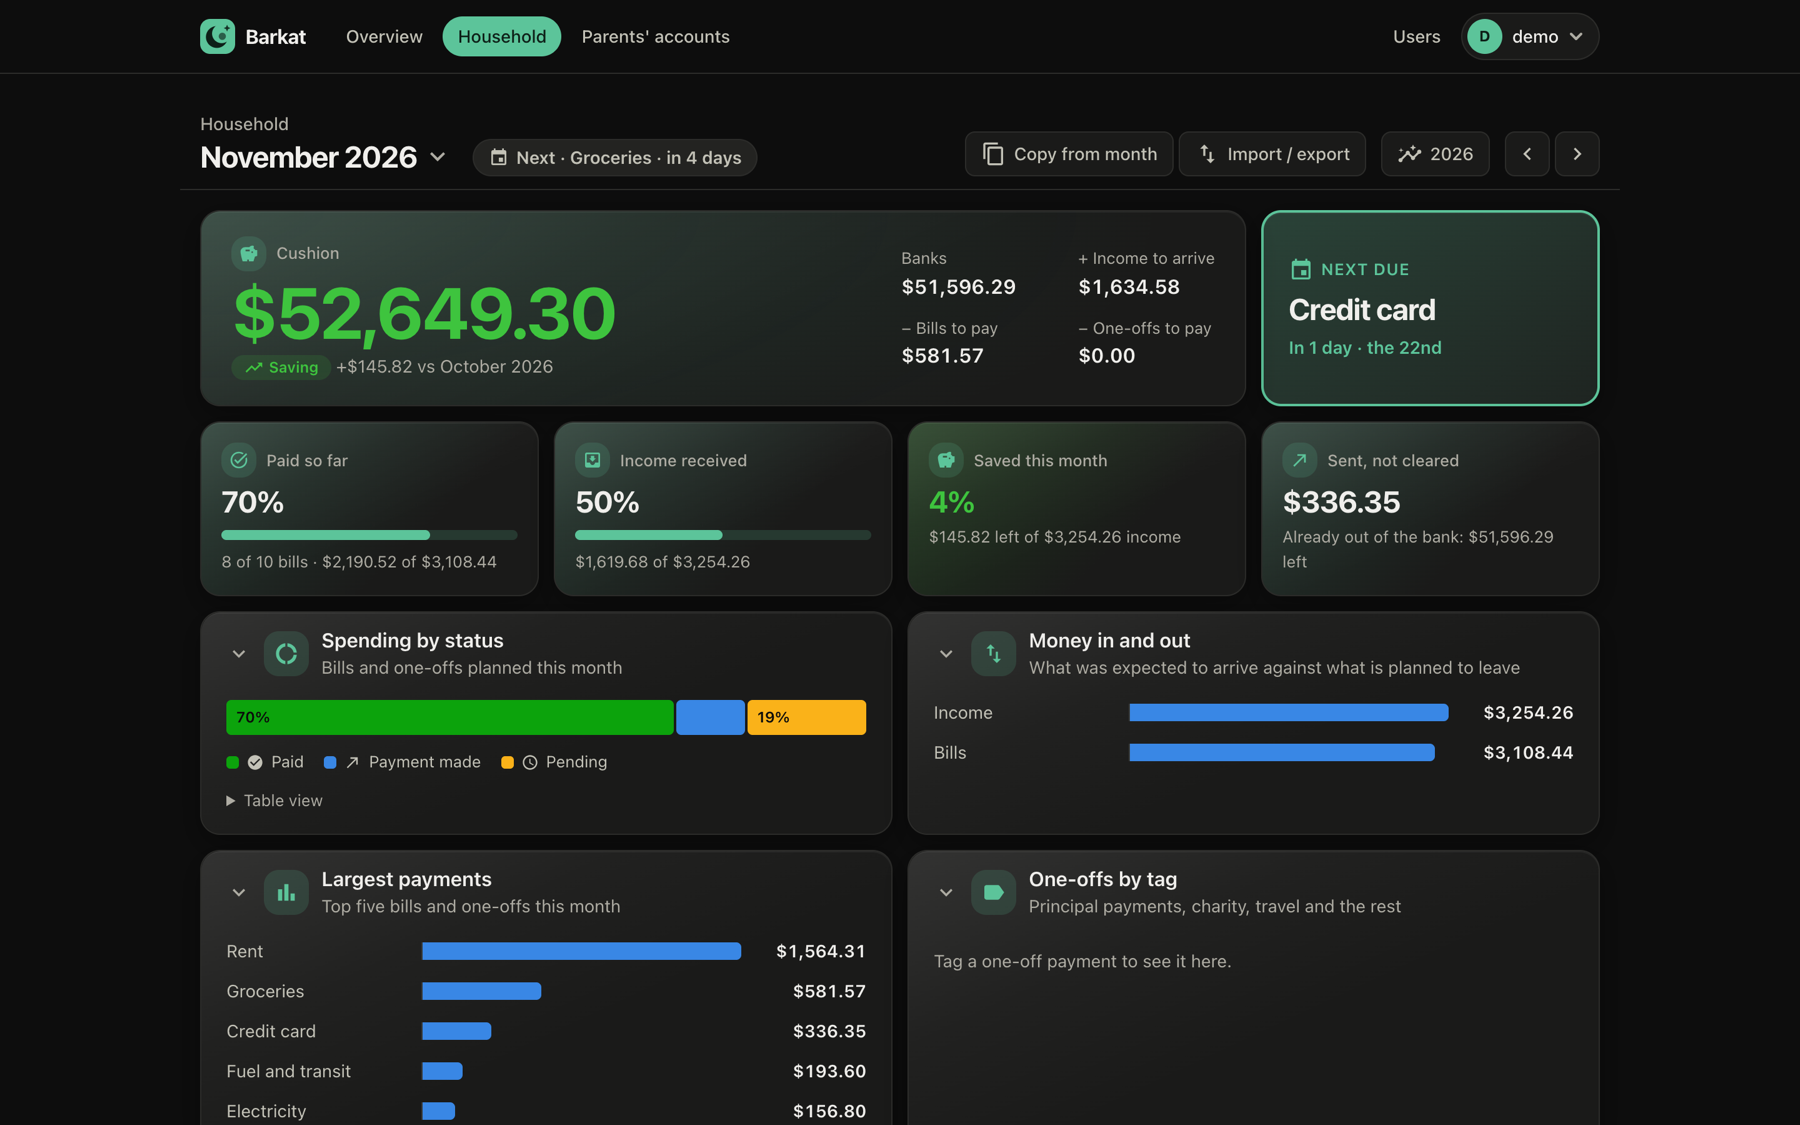 Barkat
Overview
Household
Parents' accounts
Users
D
demo
Household
November 2026
Next · Groceries · in 4 days
Copy from month
Import / export
2026
Cushion
$52,649.30
Saving
+$145.82 vs October 2026
Banks
$51,596.29
+ Income to arrive
$1,634.58
– Bills to pay
$581.57
– One-offs to pay
$0.00
NEXT DUE
Credit card
In 1 day · the 22nd
Paid so far
70%
8 of 10 bills · $2,190.52 of $3,108.44
Income received
50%
$1,619.68 of $3,254.26
Saved this month
4%
$145.82 left of $3,254.26 income
Sent, not cleared
$336.35
Already out of the bank: $51,596.29
left
Spending by status
Bills and one-offs planned this month
70%
19%
Paid
Payment made
Pending
Table view
Money in and out
What was expected to arrive against what is planned to leave
Income
$3,254.26
Bills
$3,108.44
Largest payments
Top five bills and one-offs this month
Rent
$1,564.31
Groceries
$581.57
Credit card
$336.35
Fuel and transit
$193.60
Electricity
$156.80
One-offs by tag
Principal payments, charity, travel and the rest
Tag a one-off payment to see it here.